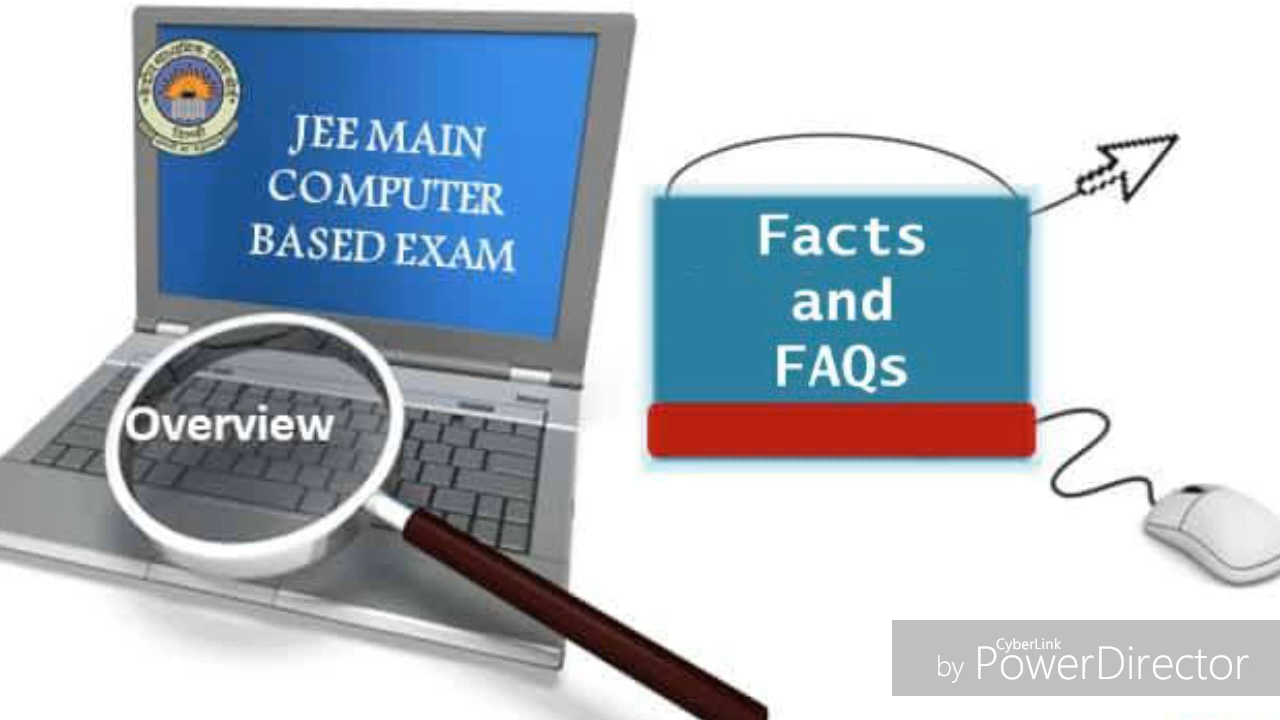 JEE MAIN
COMPUTER
BASED EXAM
Overview
Facts
and
FAQs
CyberLink
by PowerDirector